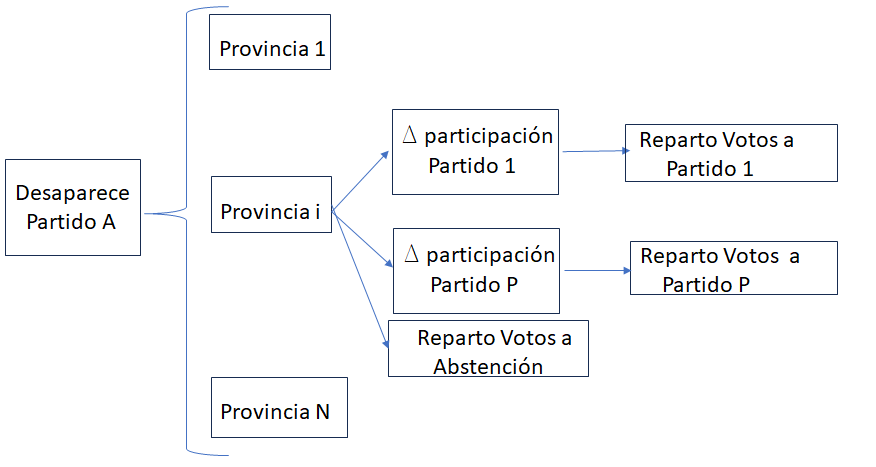 Provincia 1
Δ participación
Partido 1
Reparto Votos a
Partido 1
Desaparece
Partido A
Provincia i
Δ participación
Partido P
Reparto Votos a
Partido P
Reparto Votos a
Abstención
Provincia N